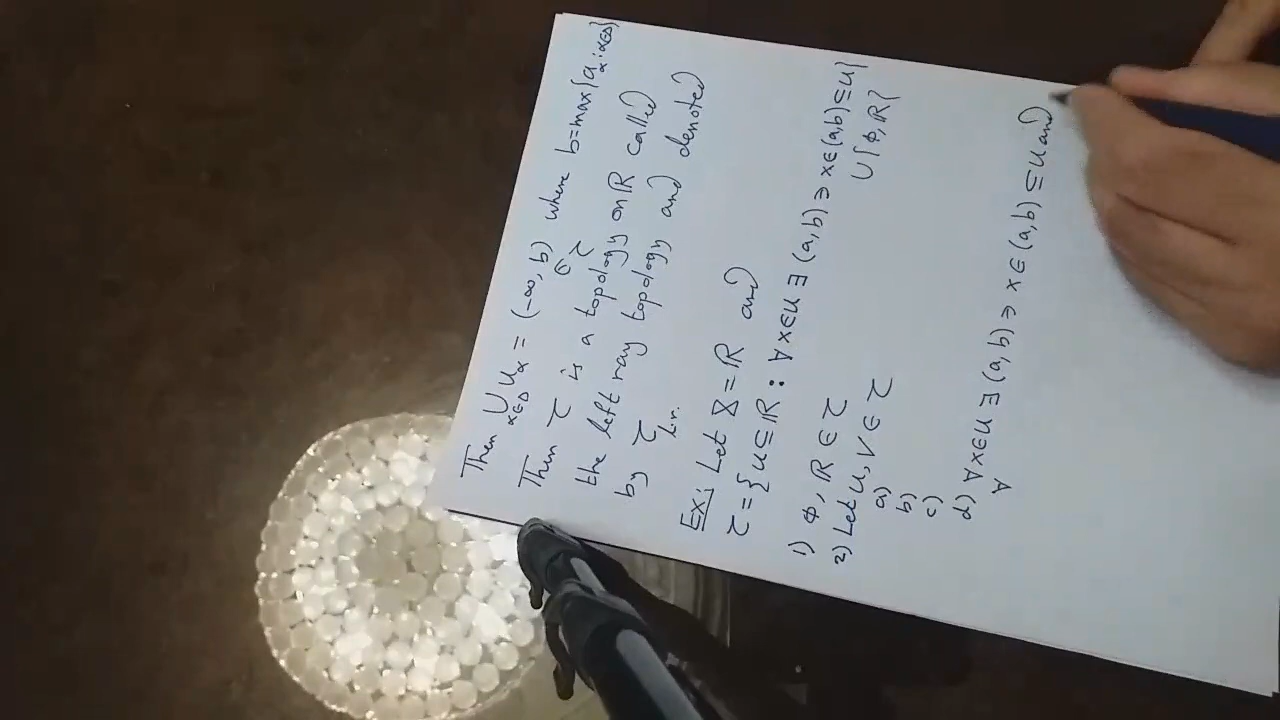 Then ⋃_{α∈Δ} U_α = (-∞, b) where b=max{a_α : α∈Δ}
∈ τ
Then τ is a topology on ℝ called
the left ray topology and denoted
by τ_{l.r.}
Ex: Let X = ℝ and
τ = {U ⊆ ℝ : ∀x∈U ∃ (a,b) ∋ x∈(a,b) ⊆ U}
∪ {φ, ℝ}
1) φ, ℝ ∈ τ
2) Let U, V ∈ τ
a)
b)
c)
d) ∀x∈U ∃ (a,b) ∋ x ∈ (a,b) ⊆ U and
∀